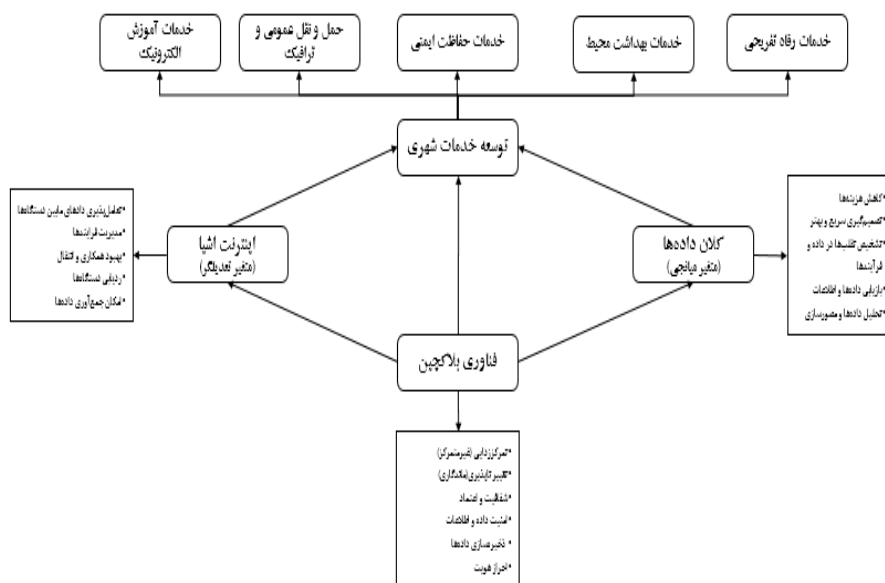 خدمات رفاه تفریحی
خدمات بهداشت محیط
خدمات حفاظت ایمنی
حمل و نقل عمومی و
ترافیک
خدمات آموزش
الکترونیک
توسعه خدمات شهری
کاهش هزینه‌ها
تصمیم‌گیری سریع و بهتر
تشخیص تقلب‌ها در داده و
فرآیندها
بازیابی داده‌ها و اطلاعات
تحلیل داده‌ها و مصورسازی
کلان داده‌ها
(متغیر میانجی)
اینترنت اشیا
(متغیر تعدیلگر)
تعامل‌پذیری داده‌های مابین دستگاه‌ها
مدیریت فرایندها
بهبود همکاری و انتقال
ردیابی دستگاه‌ها
امکان جمع‌آوری داده‌ها
فناوری بلاکچین
تمرکززدایی (غیرمتمرکز)
تغییر ناپذیری(ماندگاری)
شفافیت و اعتماد
امنیت داده و اطلاعات
ذخیره‌سازی داده‌ها
احراز هویت